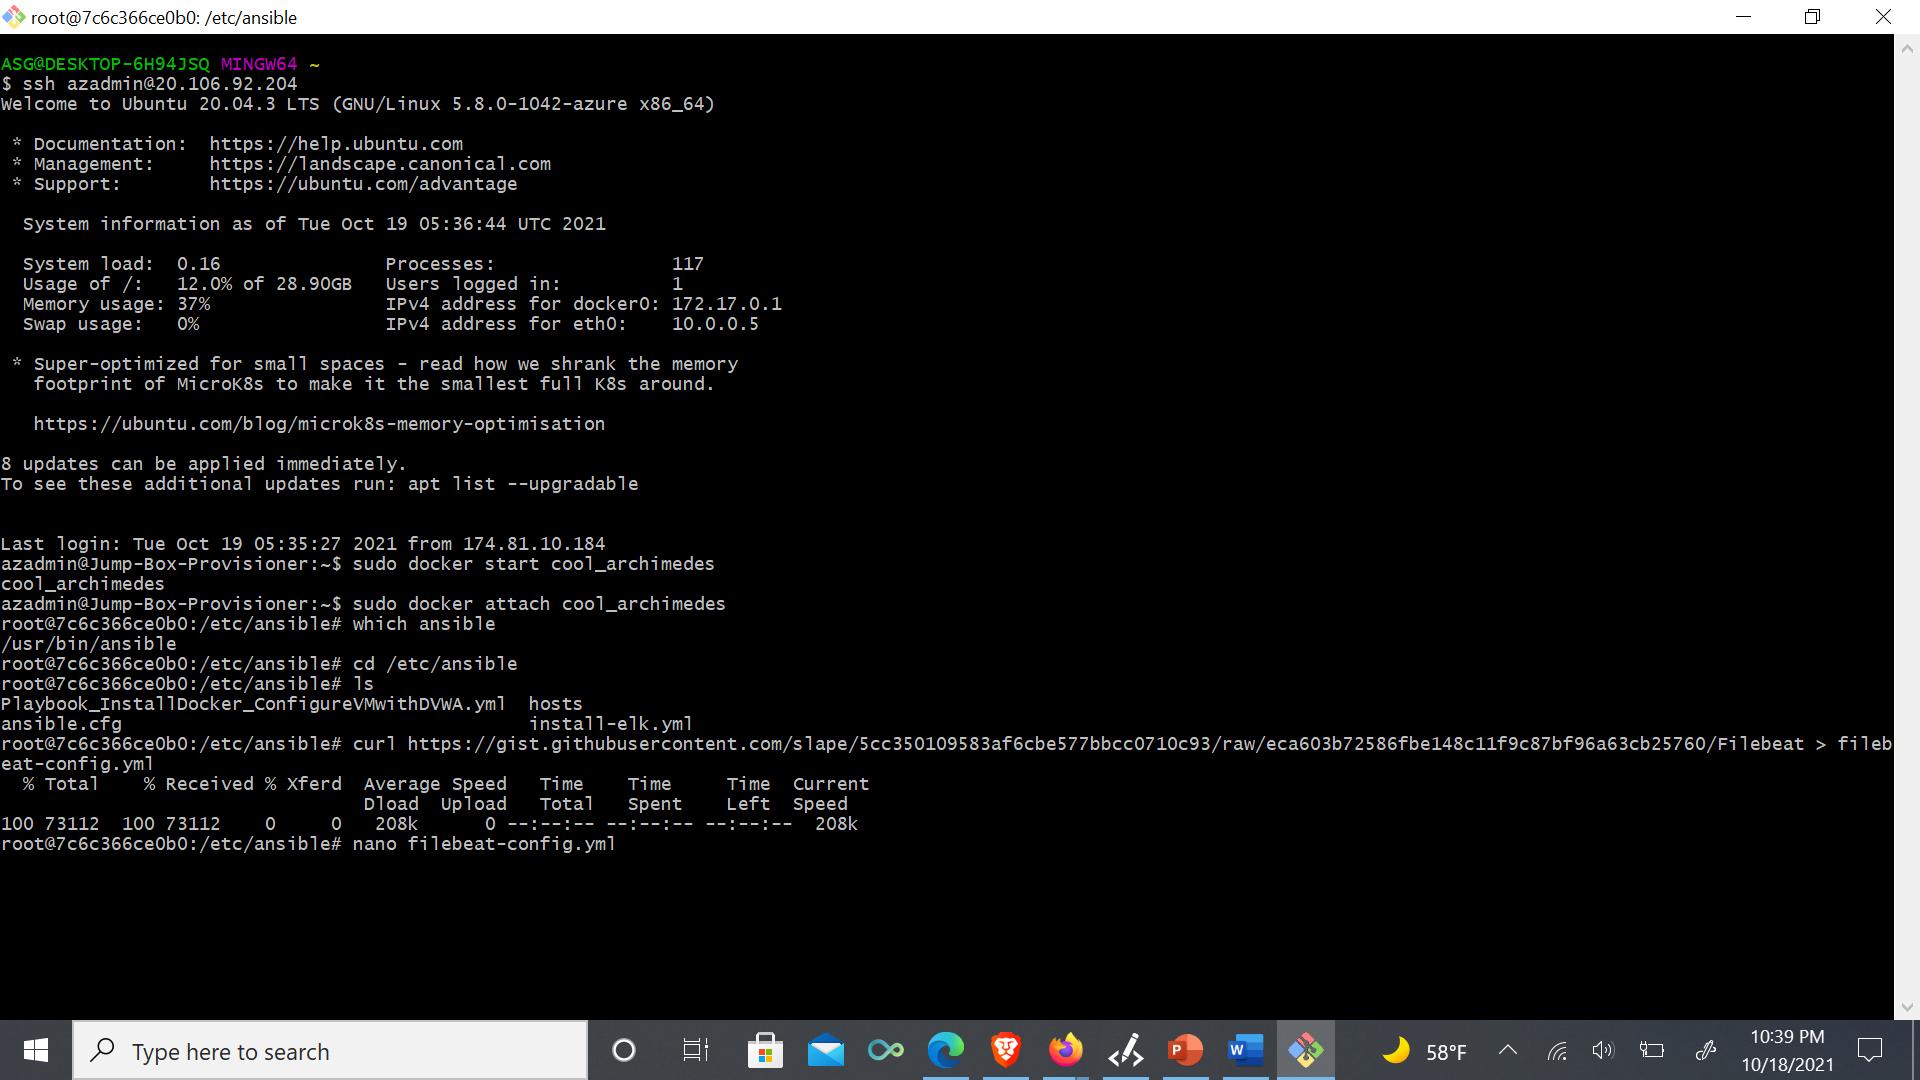 root@7c6c366ce0b0: /etc/ansible
ASG@DESKTOP-6H94JSQ MINGW64 ~
$ ssh azadmin@20.106.92.204
Welcome to Ubuntu 20.04.3 LTS (GNU/Linux 5.8.0-1042-azure x86_64)
* Documentation:  https://help.ubuntu.com
* Management:     https://landscape.canonical.com
* Support:        https://ubuntu.com/advantage
System information as of Tue Oct 19 05:36:44 UTC 2021
System load:  0.16               Processes:                117
Usage of /:   12.0% of 28.90GB   Users logged in:          1
Memory usage: 37%                IPv4 address for docker0: 172.17.0.1
Swap usage:   0%                 IPv4 address for eth0:    10.0.0.5
* Super-optimized for small spaces - read how we shrank the memory
footprint of MicroK8s to make it the smallest full K8s around.
https://ubuntu.com/blog/microk8s-memory-optimisation
8 updates can be applied immediately.
To see these additional updates run: apt list --upgradable
Last login: Tue Oct 19 05:35:27 2021 from 174.81.10.184
azadmin@Jump-Box-Provisioner:~$ sudo docker start cool_archimedes
cool_archimedes
azadmin@Jump-Box-Provisioner:~$ sudo docker attach cool_archimedes
root@7c6c366ce0b0:/etc/ansible# which ansible
/usr/bin/ansible
root@7c6c366ce0b0:/etc/ansible# cd /etc/ansible
root@7c6c366ce0b0:/etc/ansible# ls
Playbook_InstallDocker_ConfigureVMwithDVWA.yml  hosts
ansible.cfg                                     install-elk.yml
root@7c6c366ce0b0:/etc/ansible# curl https://gist.githubusercontent.com/slape/5cc350109583af6cbe577bbcc0710c93/raw/eca603b72586fbe148c11f9c87bf96a63cb25760/Filebeat > fileb
eat-config.yml
% Total    % Received % Xferd  Average Speed   Time    Time     Time  Current
Dload  Upload   Total   Spent    Left  Speed
100 73112  100 73112    0     0   208k      0 --:--:-- --:--:-- --:--:--  208k
root@7c6c366ce0b0:/etc/ansible# nano filebeat-config.yml
Type here to search
P
W
58°F
10:39 PM
10/18/2021